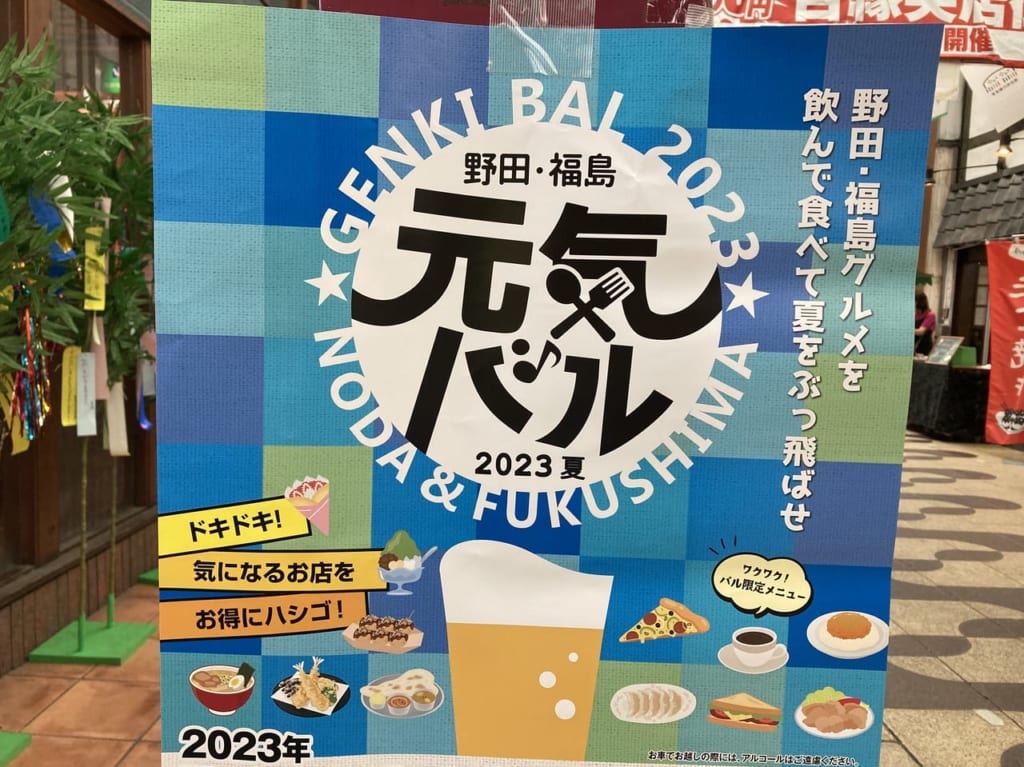 開催
GENKI BAL 2023
野田・福島
元気
バル
2023 夏
★ NODA & FUKUSHIMA ★
野田・福島グルメを
飲んで食べて夏をぶっ飛ばせ
ドキドキ!
気になるお店を
お得にハシゴ!
ワクワク!
バル限定メニュー
2023年
お車でお越しの際には、アルコールはご遠慮ください。